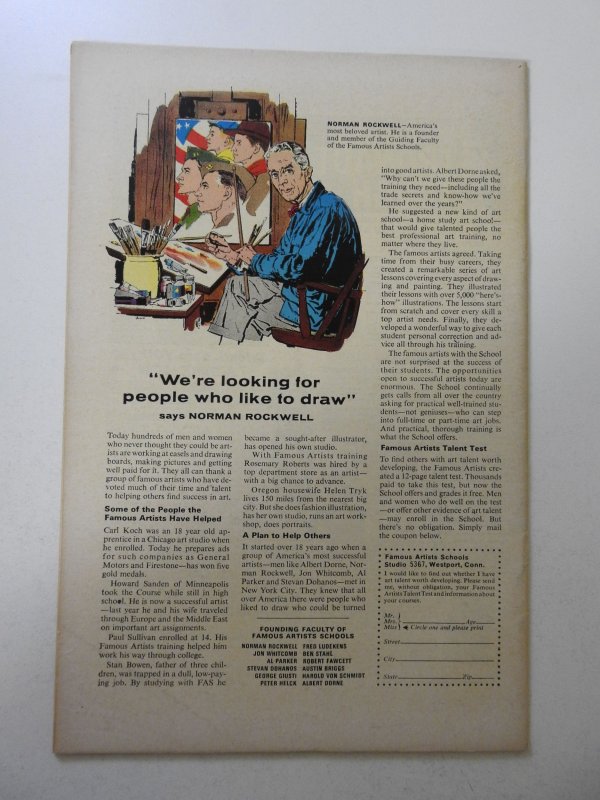 NORMAN ROCKWELL—America's
most beloved artist. He is a founder
and member of the Guiding Faculty
of the Famous Artists Schools.
"We're looking for
people who like to draw"
says NORMAN ROCKWELL
Today hundreds of men and women
who never thought they could be art-
ists are working at easels and drawing
boards, making pictures and getting
well paid for it. They all can thank a
group of famous artists who have de-
voted much of their time and talent
to helping others find success in art.
Some of the People the
Famous Artists Have Helped
Carl Koch was an 18 year old ap-
prentice in a Chicago art studio when
he enrolled. Today he prepares ads
for such companies as General
Motors and Firestone—has won five
gold medals.
Howard Sanden of Minneapolis
took the Course while still in high
school. He is now a successful artist
—last year he and his wife traveled
through Europe and the Middle East
on important art assignments.
Paul Sullivan enrolled at 14. His
Famous Artists training helped him
work his way through college.
Stan Bowen, father of three chil-
dren, was trapped in a dull, low-pay-
ing job. By studying with FAS he
became a sought-after illustrator,
has opened his own studio.
With Famous Artists training
Rosemary Roberts was hired by a
top department store as an artist—
with a big chance to advance.
Oregon housewife Helen Tryk
lives 150 miles from the nearest big
city. But she does fashion illustration,
has her own studio, runs an art work-
shop, does portraits.
A Plan to Help Others
It started over 18 years ago when a
group of America's most successful
artists—men like Albert Dorne, Nor-
man Rockwell, Jon Whitcomb, Al
Parker and Stevan Dohanos—met in
New York City. They knew that all
over America there were people who
liked to draw who could be turned
FOUNDING FACULTY OF
FAMOUS ARTISTS SCHOOLS
NORMAN ROCKWELL FRED LUDEKENS
JON WHITCOMB BEN STAHL
AL PARKER ROBERT FAWCETT
STEVAN DOHANOS AUSTIN BRIGGS
GEORGE GIUSTI HAROLD VON SCHMIDT
PETER HELCK ALBERT DORNE
into good artists. Albert Dorne asked,
"Why can't we give these people the
training they need—including all the
trade secrets and know-how we've
learned over the years?"
He suggested a new kind of art
school—a home study art school—
that would give talented people the
best professional art training, no
matter where they live.
The famous artists agreed. Taking
time from their busy careers, they
created a remarkable series of art
lessons covering every aspect of draw-
ing and painting. They illustrated
their lessons with over 5,000 "here's-
how" illustrations. The lessons start
from scratch and cover every skill a
top artist needs. Finally, they de-
veloped a wonderful way to give each
student personal correction and ad-
vice all through his training.
The famous artists with the School
are not surprised at the success of
their students. The opportunities
open to successful artists today are
enormous. The School continually
gets calls from all over the country
asking for practical well-trained stu-
dents—not geniuses—who can step
into full-time or part-time art jobs.
And practical, thorough training is
what the School offers.
Famous Artists Talent Test
To find others with art talent worth
developing, the Famous Artists cre-
ated a 12-page talent test. Thousands
paid to take this test, but now the
School offers and grades it free. Men
and women who do well on the test
—or offer other evidence of art talent
—may enroll in the School. But
there's no obligation. Simply mail
the coupon below.
Famous Artists Schools
Studio 5367, Westport, Conn.
I would like to find out whether I have
art talent worth developing. Please send
me, without obligation, your Famous
Artists Talent Test and information about
your courses.
Mr.
Mrs. Age
Miss Circle one and please print
Street
City
State Zip